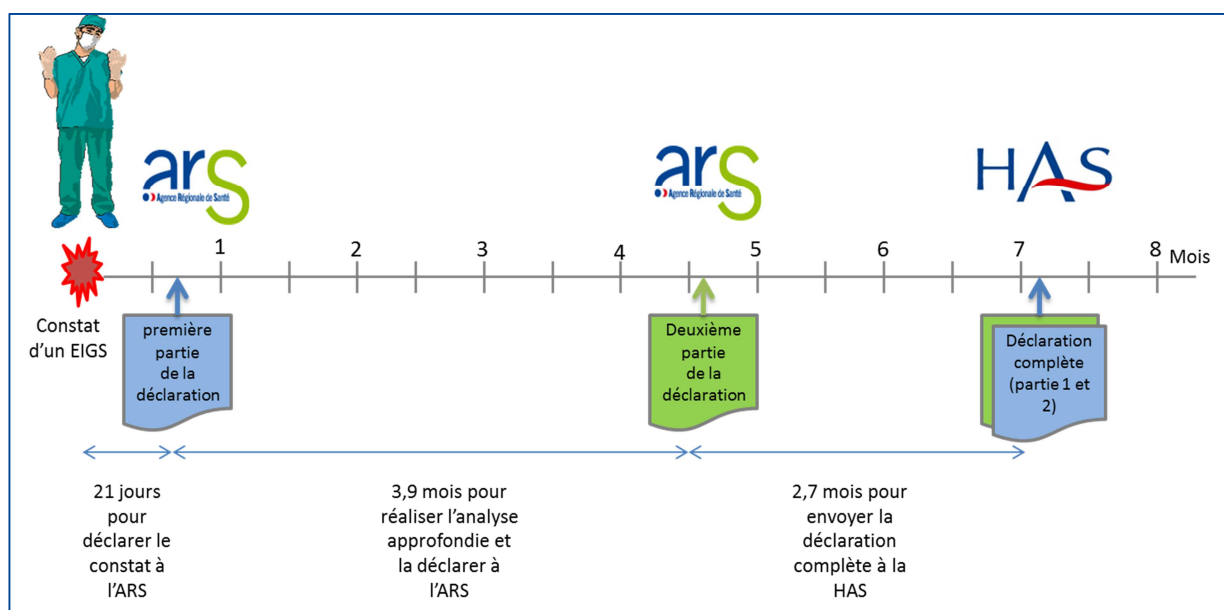 ars
Agence Régionale de Santé
ars
Agence Régionale de Santé
HAS
1 2 3 4 5 6 7 8 Mois
Constat
d’un EIGS
première
partie
de la
déclaration
Deuxième
partie
de la
déclaration
Déclaration
complète
(partie 1 et
2)
21 jours
pour
déclarer le
constat à
l’ARS
3,9 mois pour
réaliser l’analyse
approfondie et
la déclarer à
l’ARS
2,7 mois pour
envoyer la
déclaration
complète à la
HAS